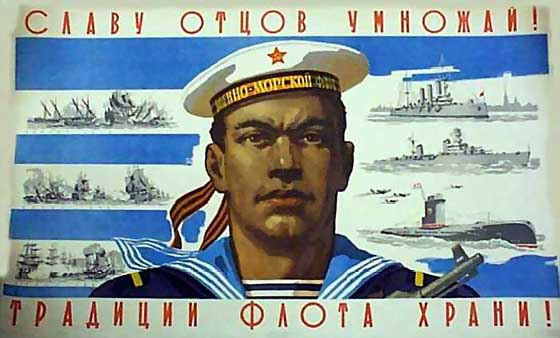 СЛАВУ ОТЦОВ УМНОЖАЙ!
ВОЕННО-МОРСКОЙ ФЛОТ
ТРАДИЦИИ ФЛОТА ХРАНИ!